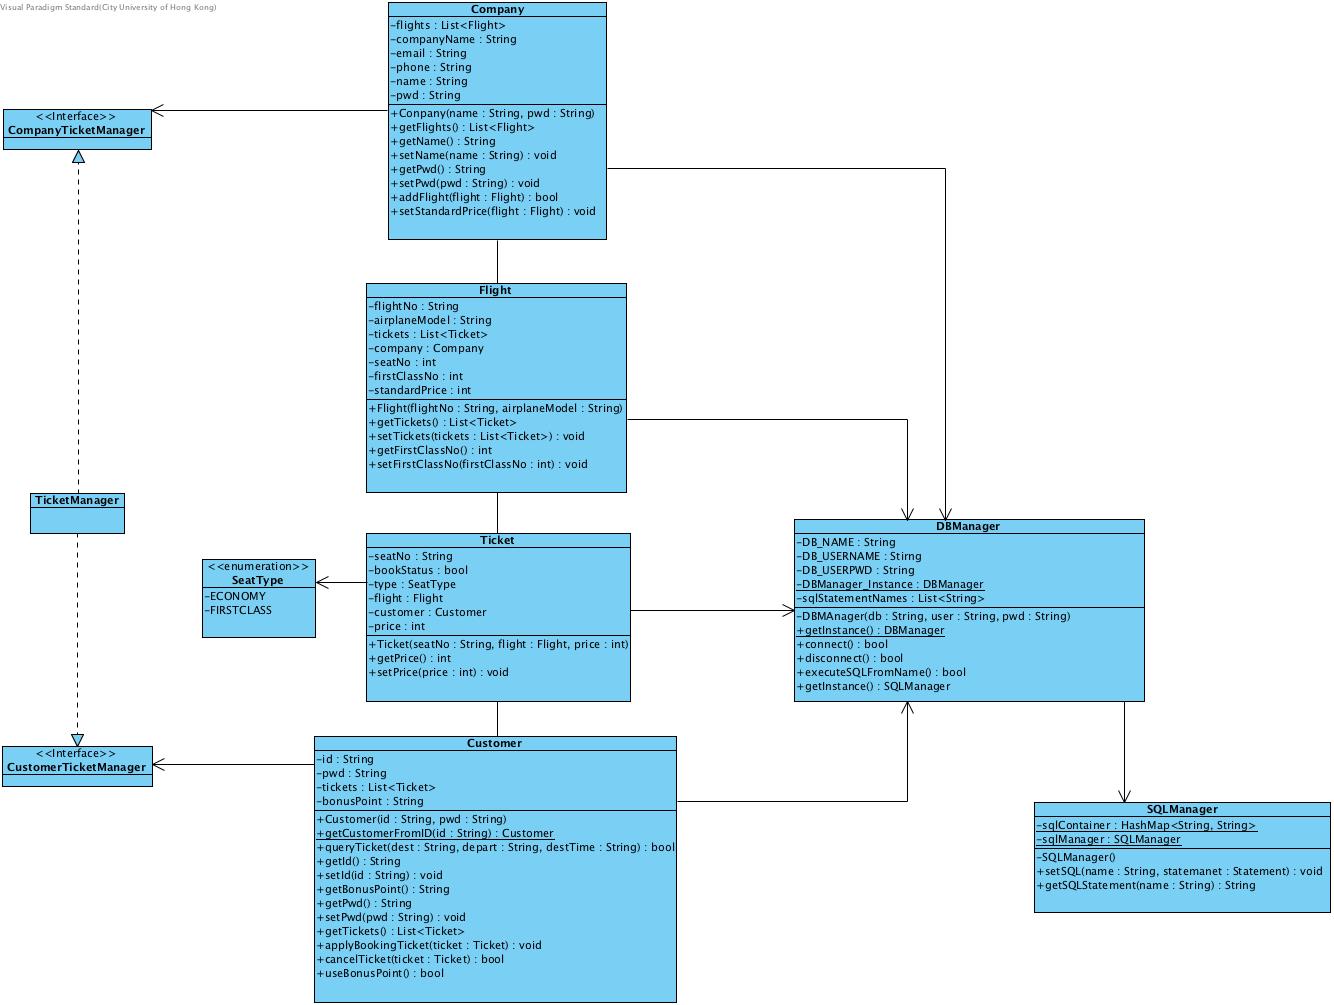 Visual Paradigm Standard(City University of Hong Kong)
Company
-flights : List<Flight>
-companyName : String
-email : String
-phone : String
-name : String
-pwd : String
+Conpany(name : String, pwd : String)
+getFlights() : List<Flight>
+getName() : String
+setName(name : String) : void
+getPwd() : String
+setPwd(pwd : String) : void
+addFlight(flight : Flight) : bool
+setStandardPrice(flight : Flight) : void
<<Interface>>
CompanyTicketManager
Flight
-flightNo : String
-airplaneModel : String
-tickets : List<Ticket>
-company : Company
-seatNo : int
-firstClassNo : int
-standardPrice : int
+Flight(flightNo : String, airplaneModel : String)
+getTickets() : List<Ticket>
+setTickets(tickets : List<Ticket>) : void
+getFirstClassNo() : int
+setFirstClassNo(firstClassNo : int) : void
TicketManager
Ticket
-seatNo : String
-bookStatus : bool
-type : SeatType
-flight : Flight
-customer : Customer
-price : int
+Ticket(seatNo : String, flight : Flight, price : int)
+getPrice() : int
+setPrice(price : int) : void
<<enumeration>>
SeatType
-ECONOMY
-FIRSTCLASS
DBManager
-DB_NAME : String
-DB_USERNAME : Stirng
-DB_USERPWD : String
-DBManager_Instance : DBManager
-sqlStatementNames : List<String>
-DBMAnager(db : String, user : String, pwd : String)
+getInstance() : DBManager
+connect() : bool
+disconnect() : bool
+executeSQLFromName() : bool
+getInstance() : SQLManager
<<Interface>>
CustomerTicketManager
Customer
-id : String
-pwd : String
-tickets : List<Ticket>
-bonusPoint : String
+Customer(id : String, pwd : String)
+getCustomerFromID(id : String) : Customer
+queryTicket(dest : String, depart : String, destTime : String) : bool
+getId() : String
+setId(id : String) : void
+getBonusPoint() : String
+getPwd() : String
+setPwd(pwd : String) : void
+getTickets() : List<Ticket>
+applyBookingTicket(ticket : Ticket) : void
+cancelTicket(ticket : Ticket) : bool
+useBonusPoint() : bool
SQLManager
-sqlContainer : HashMap<String, String>
-sqlManager : SQLManager
-SQLManager()
+setSQL(name : String, statemanet : Statement) : void
+getSQLStatement(name : String) : String